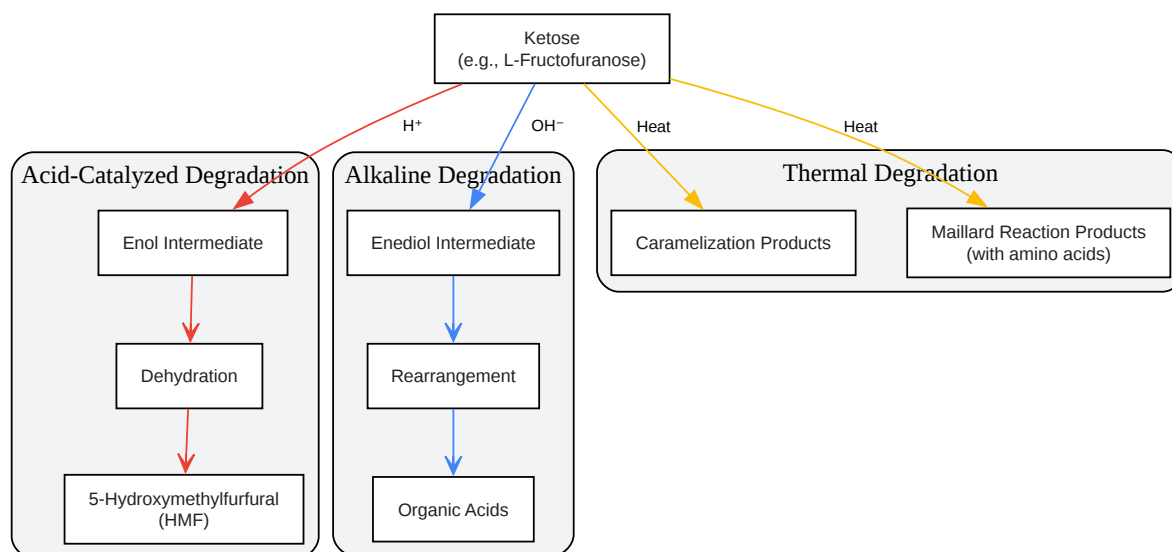 Ketose
(e.g., L-Fructofuranose)
H⁺
OH⁻
Heat
Heat
Acid-Catalyzed Degradation
Alkaline Degradation
Thermal Degradation
Enol Intermediate
Enediol Intermediate
Caramelization Products
Maillard Reaction Products
(with amino acids)
Dehydration
Rearrangement
5-Hydroxymethylfurfural
(HMF)
Organic Acids